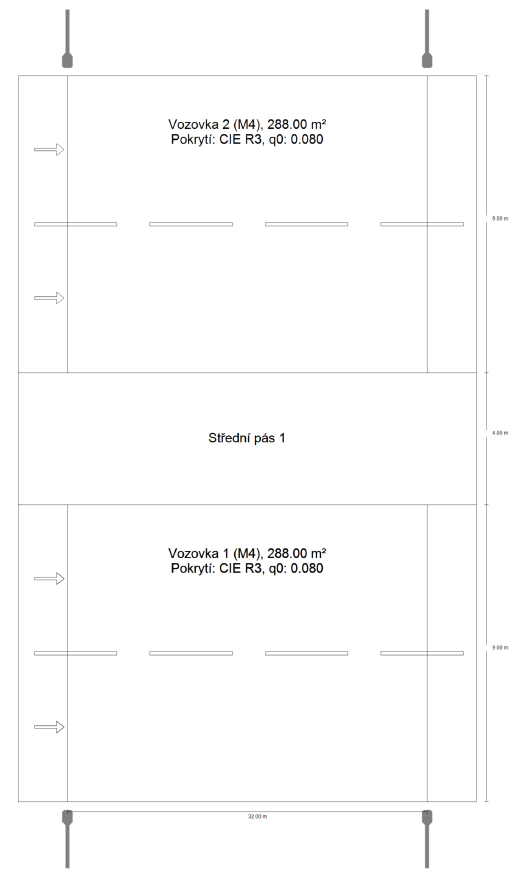 Vozovka 2 (M4), 288.00 m²
Pokrytí: CIE R3, q0: 0.080
9.00 m
Střední pás 1
4.00 m
Vozovka 1 (M4), 288.00 m²
Pokrytí: CIE R3, q0: 0.080
9.00 m
32.00 m